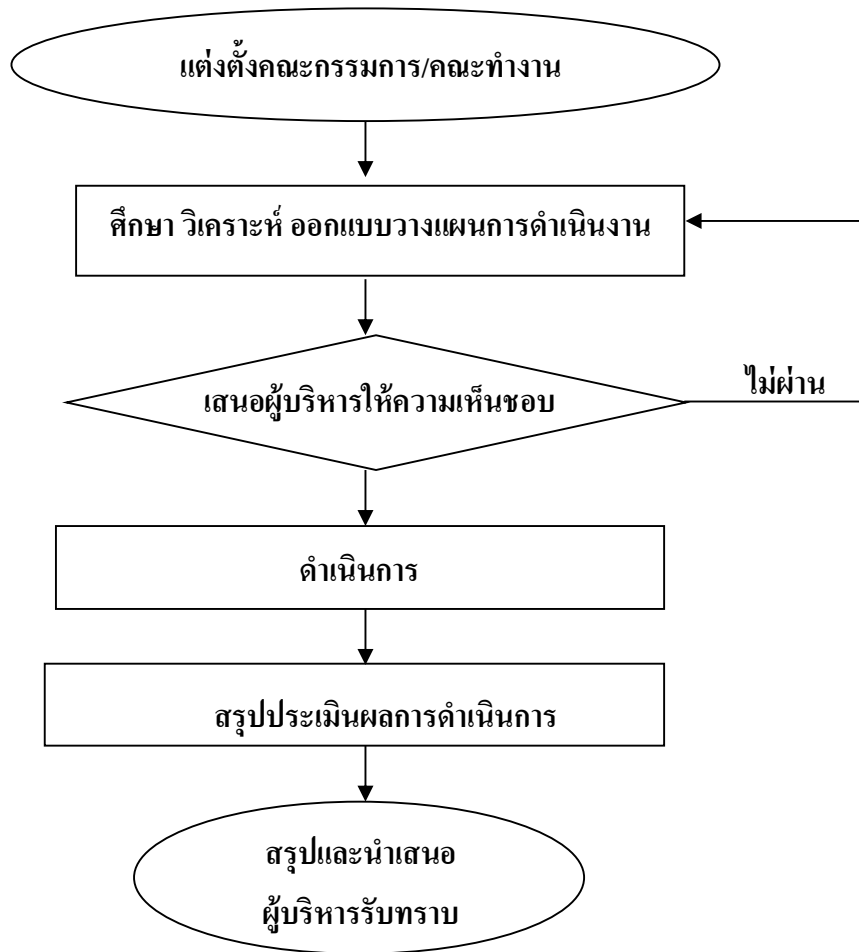 แต่งตั้งคณะกรรมการ/คณะทำงาน
ศึกษา วิเคราะห์ ออกแบบวางแผนการดำเนินงาน
เสนอผู้บริหารให้ความเห็นชอบ
ไม่ผ่าน
ดำเนินการ
สรุปประเมินผลการดำเนินการ
สรุปและนำเสนอ
ผู้บริหารรับทราบ